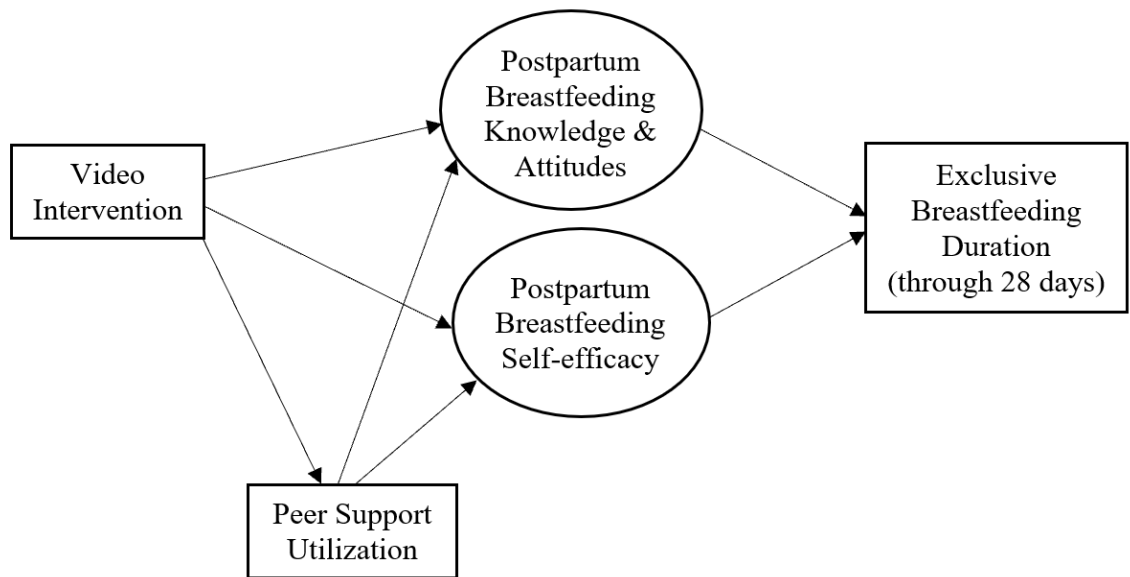 Video
Intervention
Postpartum
Breastfeeding
Knowledge &
Attitudes
Postpartum
Breastfeeding
Self-efficacy
Exclusive
Breastfeeding
Duration
(through 28 days)
Peer Support
Utilization